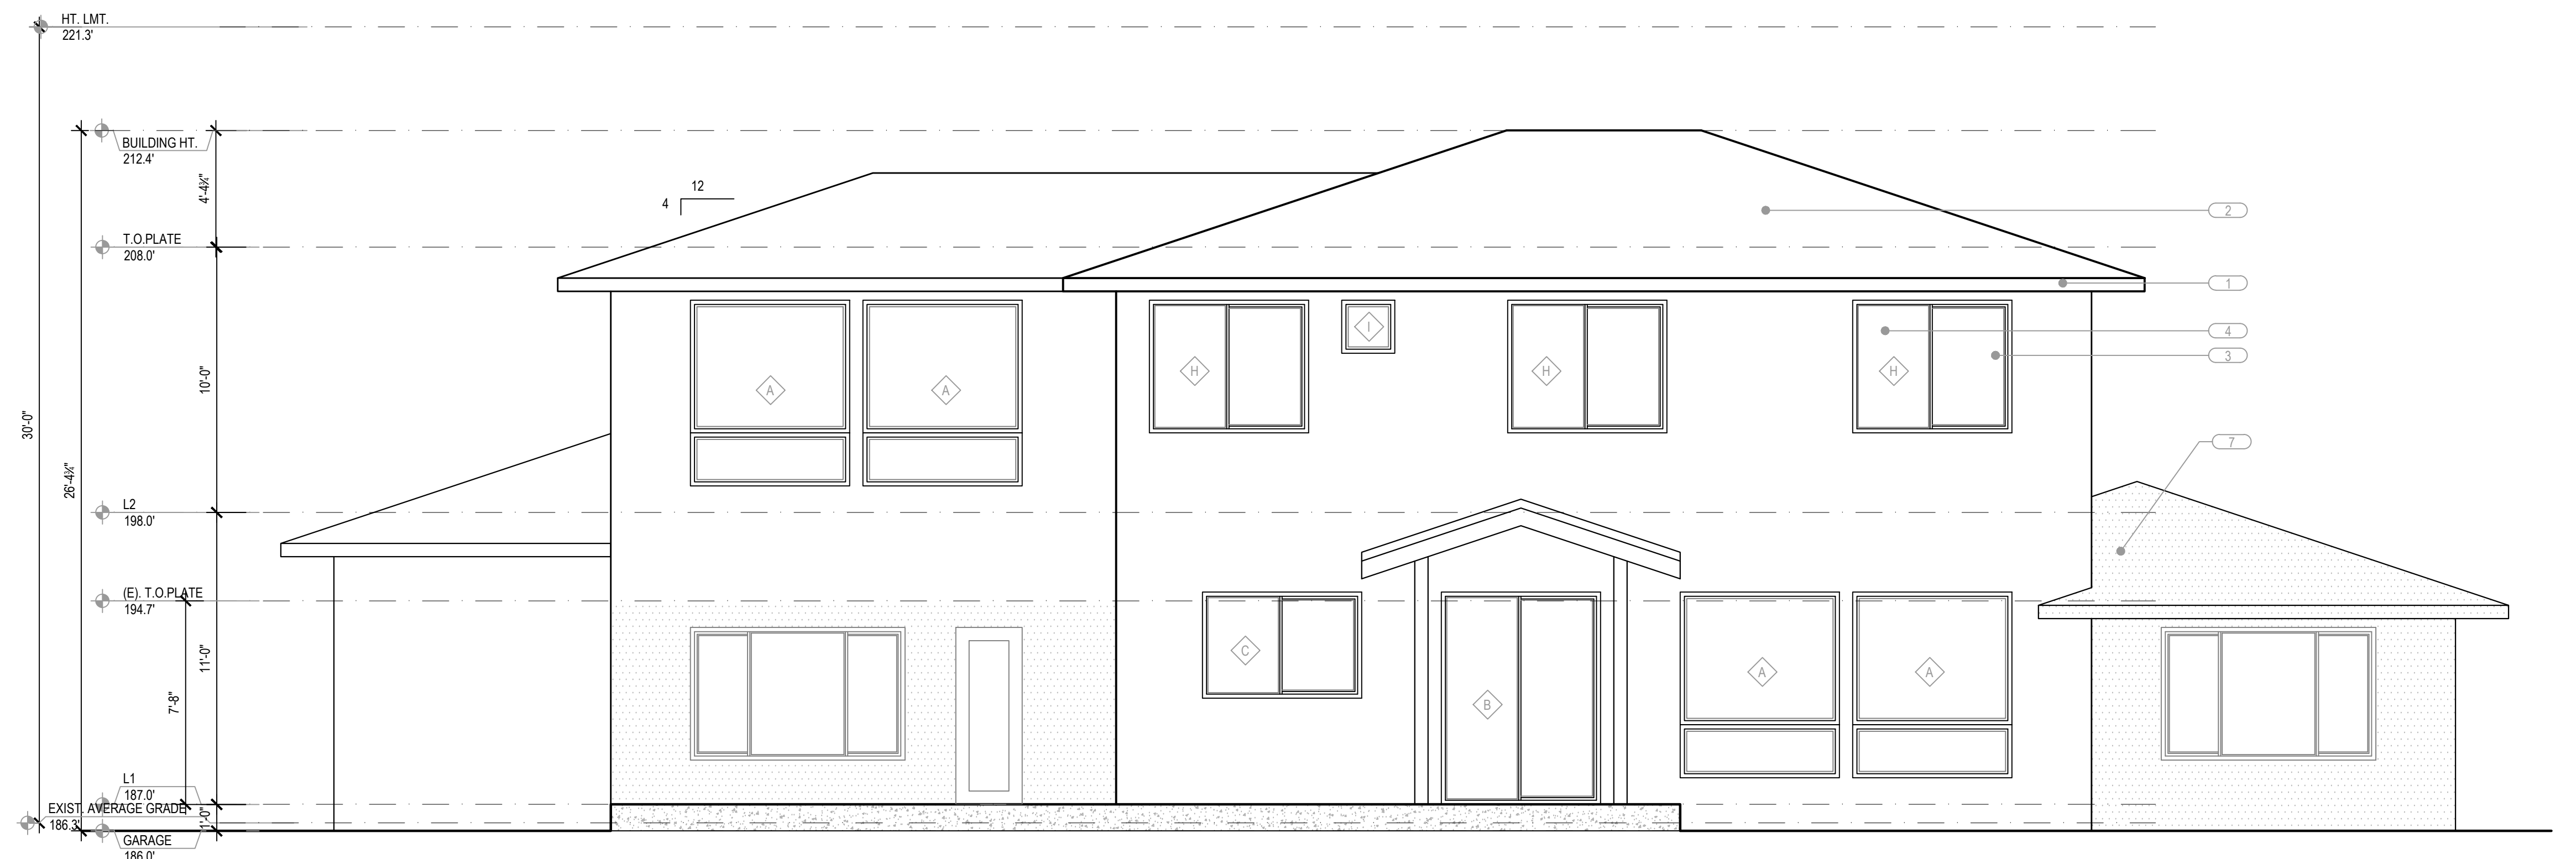 HT. LMT.
221.3'
BUILDING HT.
212.4'
4'-4¾"
12
4
2
T.O.PLATE
208.0'
1
I
4
3
H
H
H
A
A
10'-0"
30'-0"
26'-4¾"
7
L2
198.0'
(E). T.O.PLATE
194.7'
11'-0"
7'-8"
C
B
A
A
L1
187.0'
EXIST. AVERAGE GRADE
186.3'
1'-0"
GARAGE
186.0'